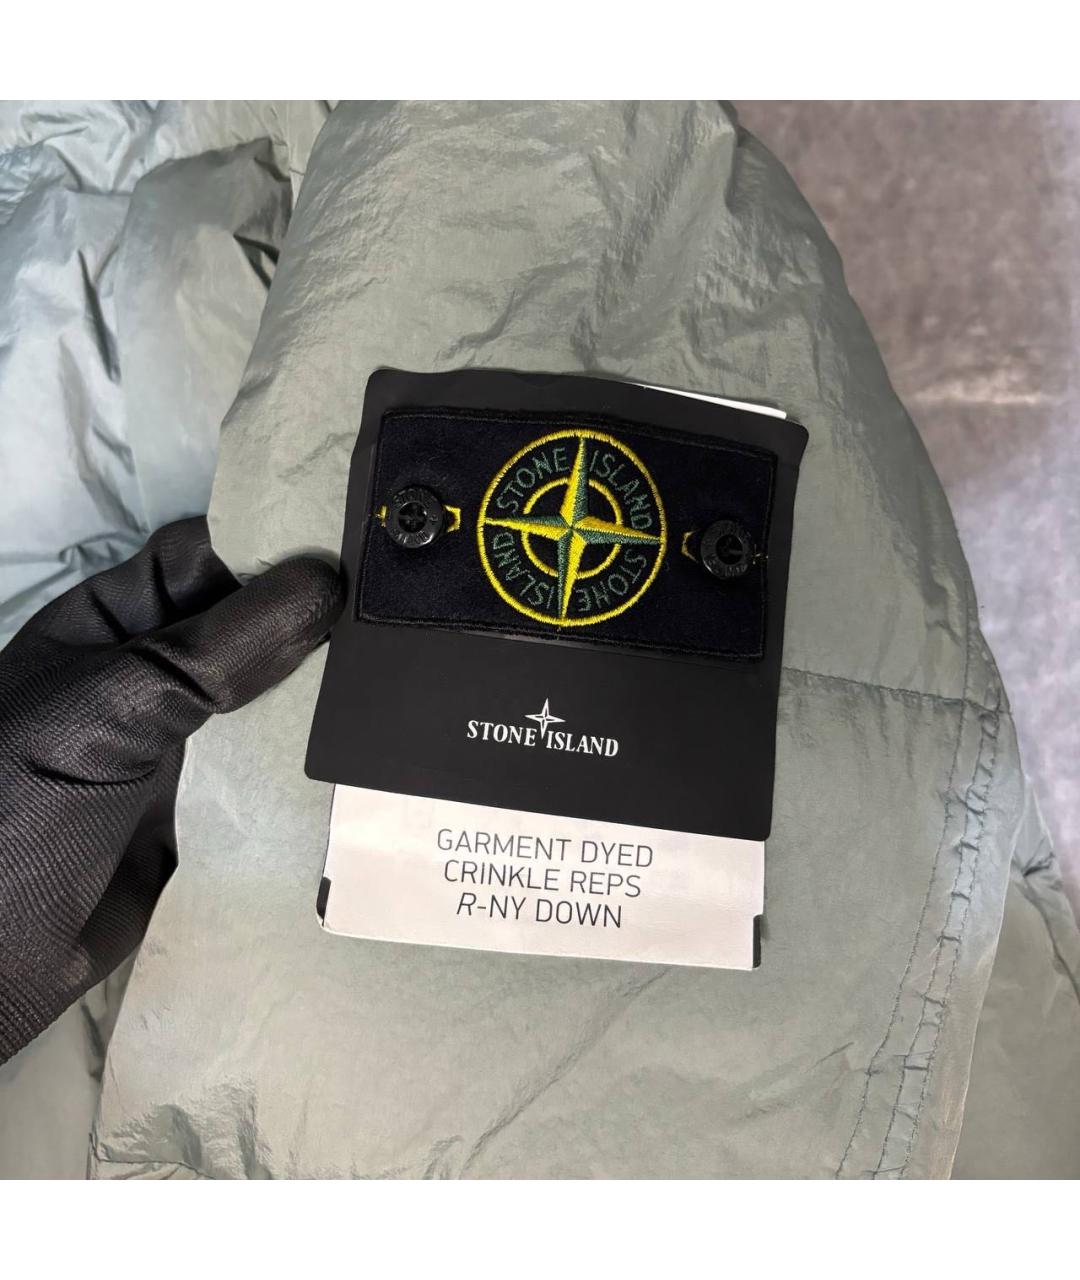 STONE ISLAND
STONE ISLAND
STONE ISLAND
GARMENT DYED
CRINKLE REPS
R-NY DOWN